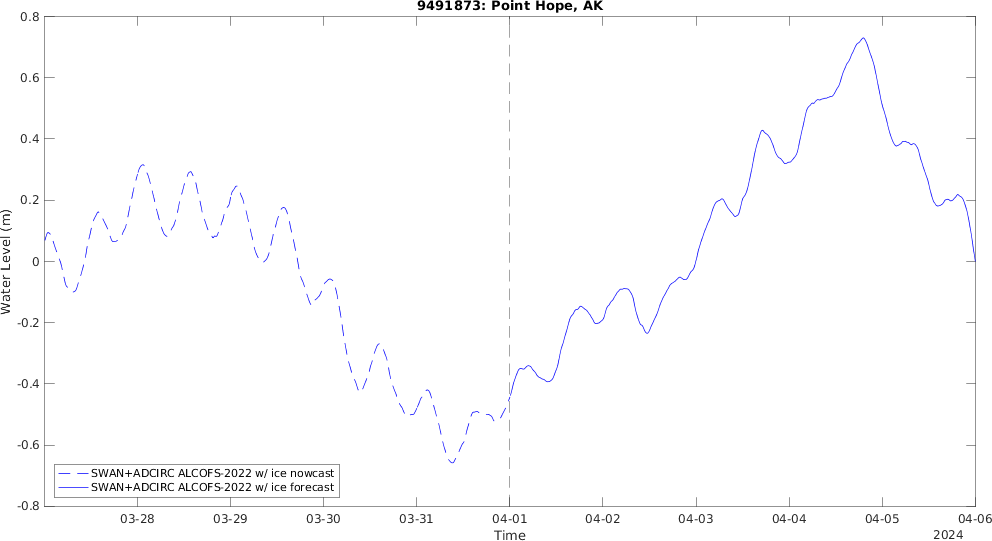 9491873: Point Hope, AK
0.8
0.6
0.4
0.2
0
-0.2
-0.4
-0.6
-0.8
Water Level (m)
SWAN+ADCIRC ALCOFS-2022 w/ ice nowcast
SWAN+ADCIRC ALCOFS-2022 w/ ice forecast
03-28 03-29 03-30 03-31 04-01 04-02 04-03 04-04 04-05 04-06
Time
2024